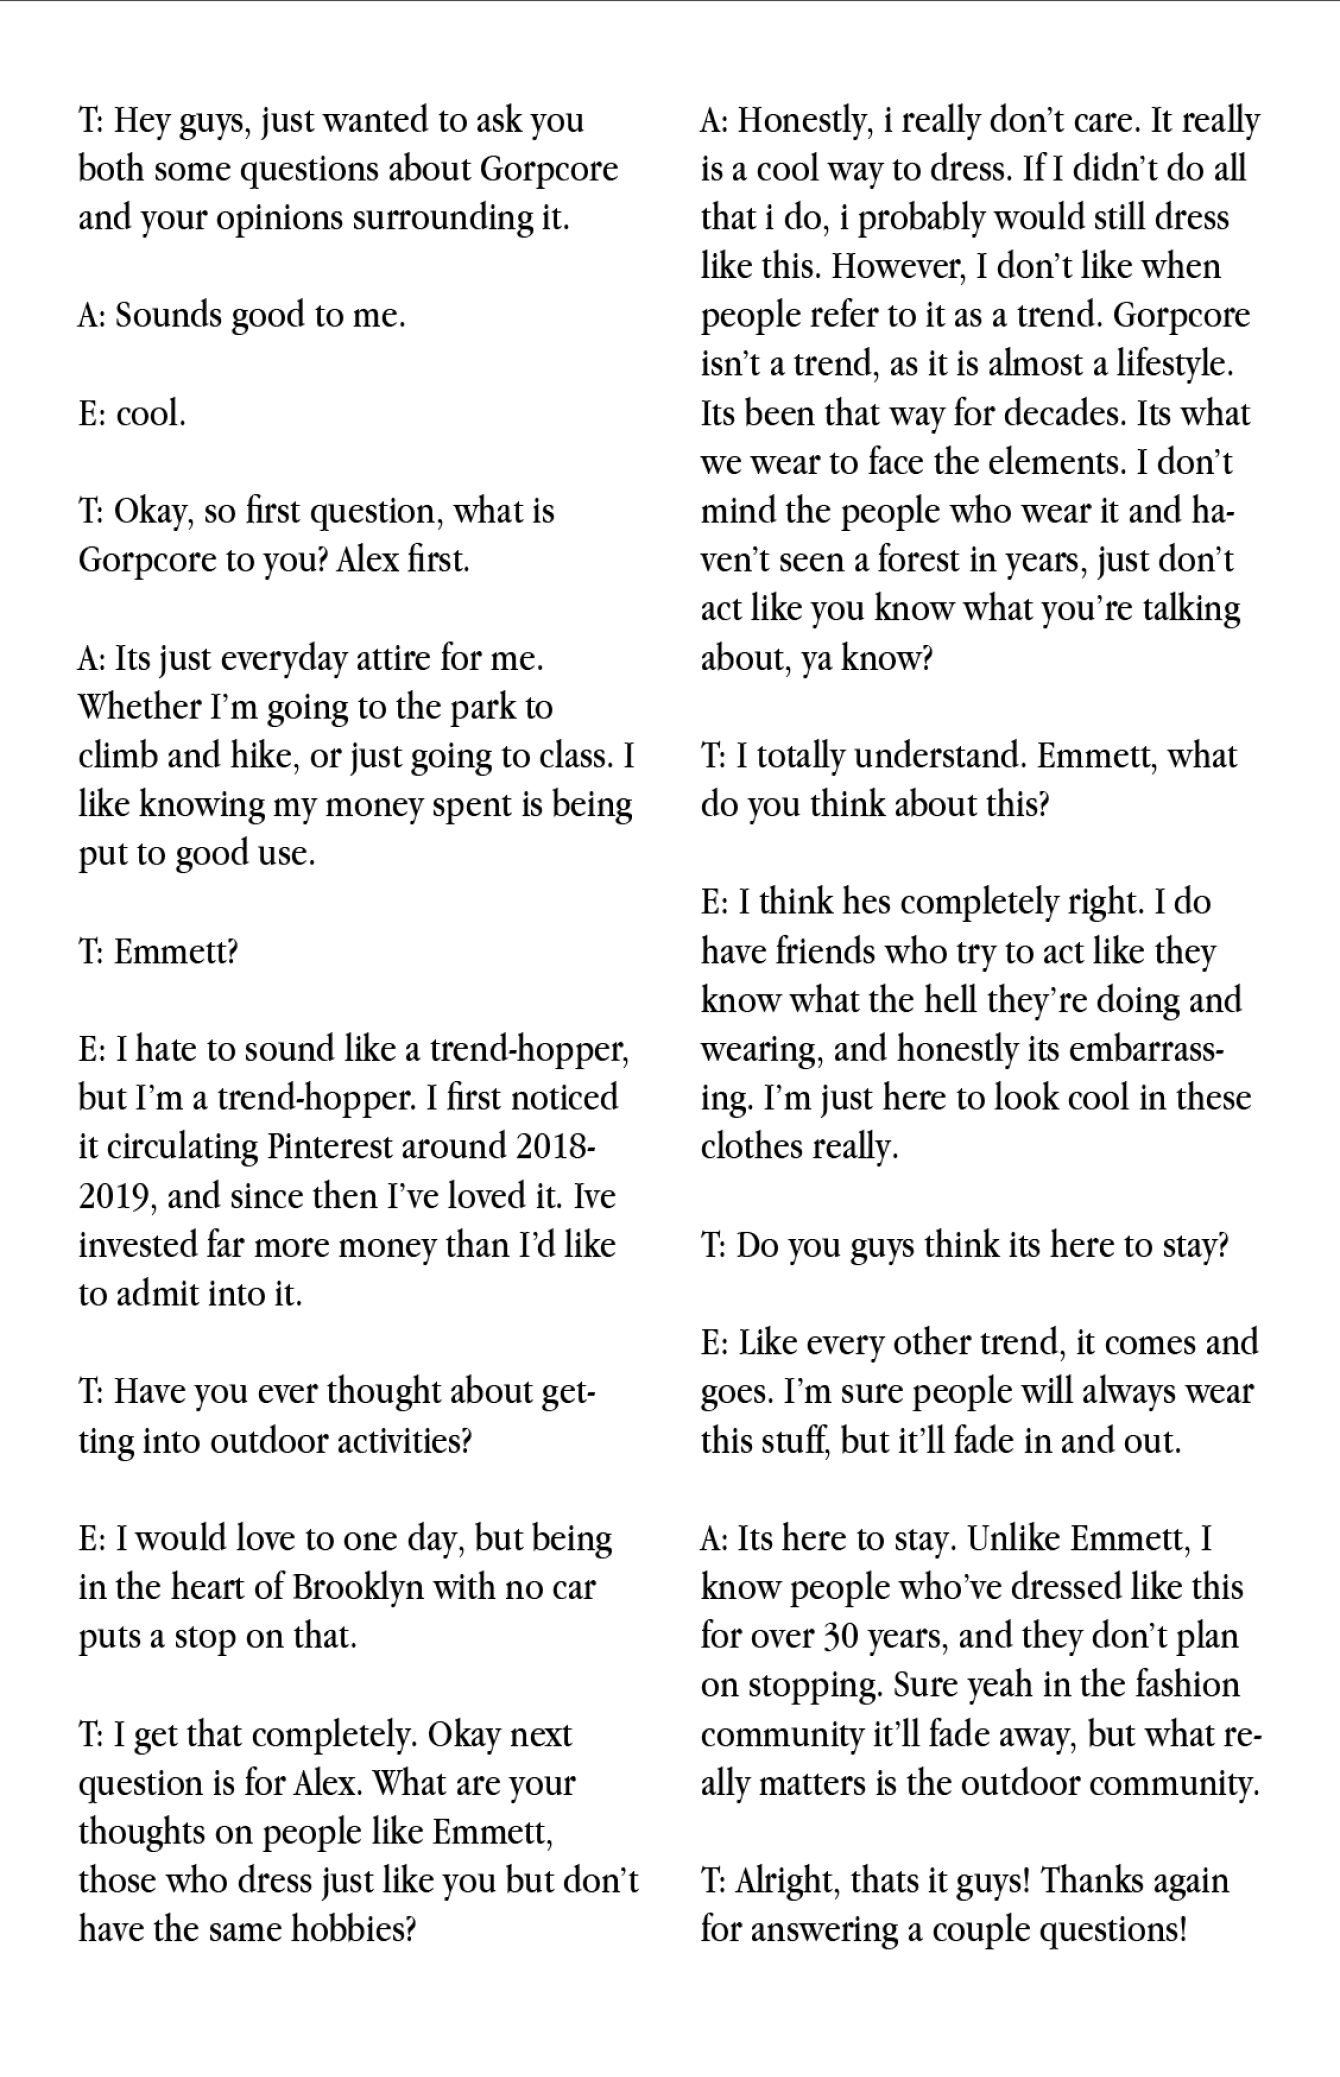 T: Hey guys, just wanted to ask you
both some questions about Gorpcore
and your opinions surrounding it.
A: Sounds good to me.
E: cool.
T: Okay, so first question, what is
Gorpcore to you? Alex first.
A: Its just everyday attire for me.
Whether I’m going to the park to
climb and hike, or just going to class. I
like knowing my money spent is being
put to good use.
T: Emmett?
E: I hate to sound like a trend-hopper,
but I’m a trend-hopper. I first noticed
it circulating Pinterest around 2018-
2019, and since then I’ve loved it. Ive
invested far more money than I’d like
to admit into it.
T: Have you ever thought about get-
ting into outdoor activities?
E: I would love to one day, but being
in the heart of Brooklyn with no car
puts a stop on that.
T: I get that completely. Okay next
question is for Alex. What are your
thoughts on people like Emmett,
those who dress just like you but don’t
have the same hobbies?
A: Honestly, i really don’t care. It really
is a cool way to dress. If I didn’t do all
that i do, i probably would still dress
like this. However, I don’t like when
people refer to it as a trend. Gorpcore
isn’t a trend, as it is almost a lifestyle.
Its been that way for decades. Its what
we wear to face the elements. I don’t
mind the people who wear it and ha-
ven’t seen a forest in years, just don’t
act like you know what you’re talking
about, ya know?
T: I totally understand. Emmett, what
do you think about this?
E: I think hes completely right. I do
have friends who try to act like they
know what the hell they’re doing and
wearing, and honestly its embarrass-
ing. I’m just here to look cool in these
clothes really.
T: Do you guys think its here to stay?
E: Like every other trend, it comes and
goes. I’m sure people will always wear
this stuff, but it’ll fade in and out.
A: Its here to stay. Unlike Emmett, I
know people who’ve dressed like this
for over 30 years, and they don’t plan
on stopping. Sure yeah in the fashion
community it’ll fade away, but what re-
ally matters is the outdoor community.
T: Alright, thats it guys! Thanks again
for answering a couple questions!